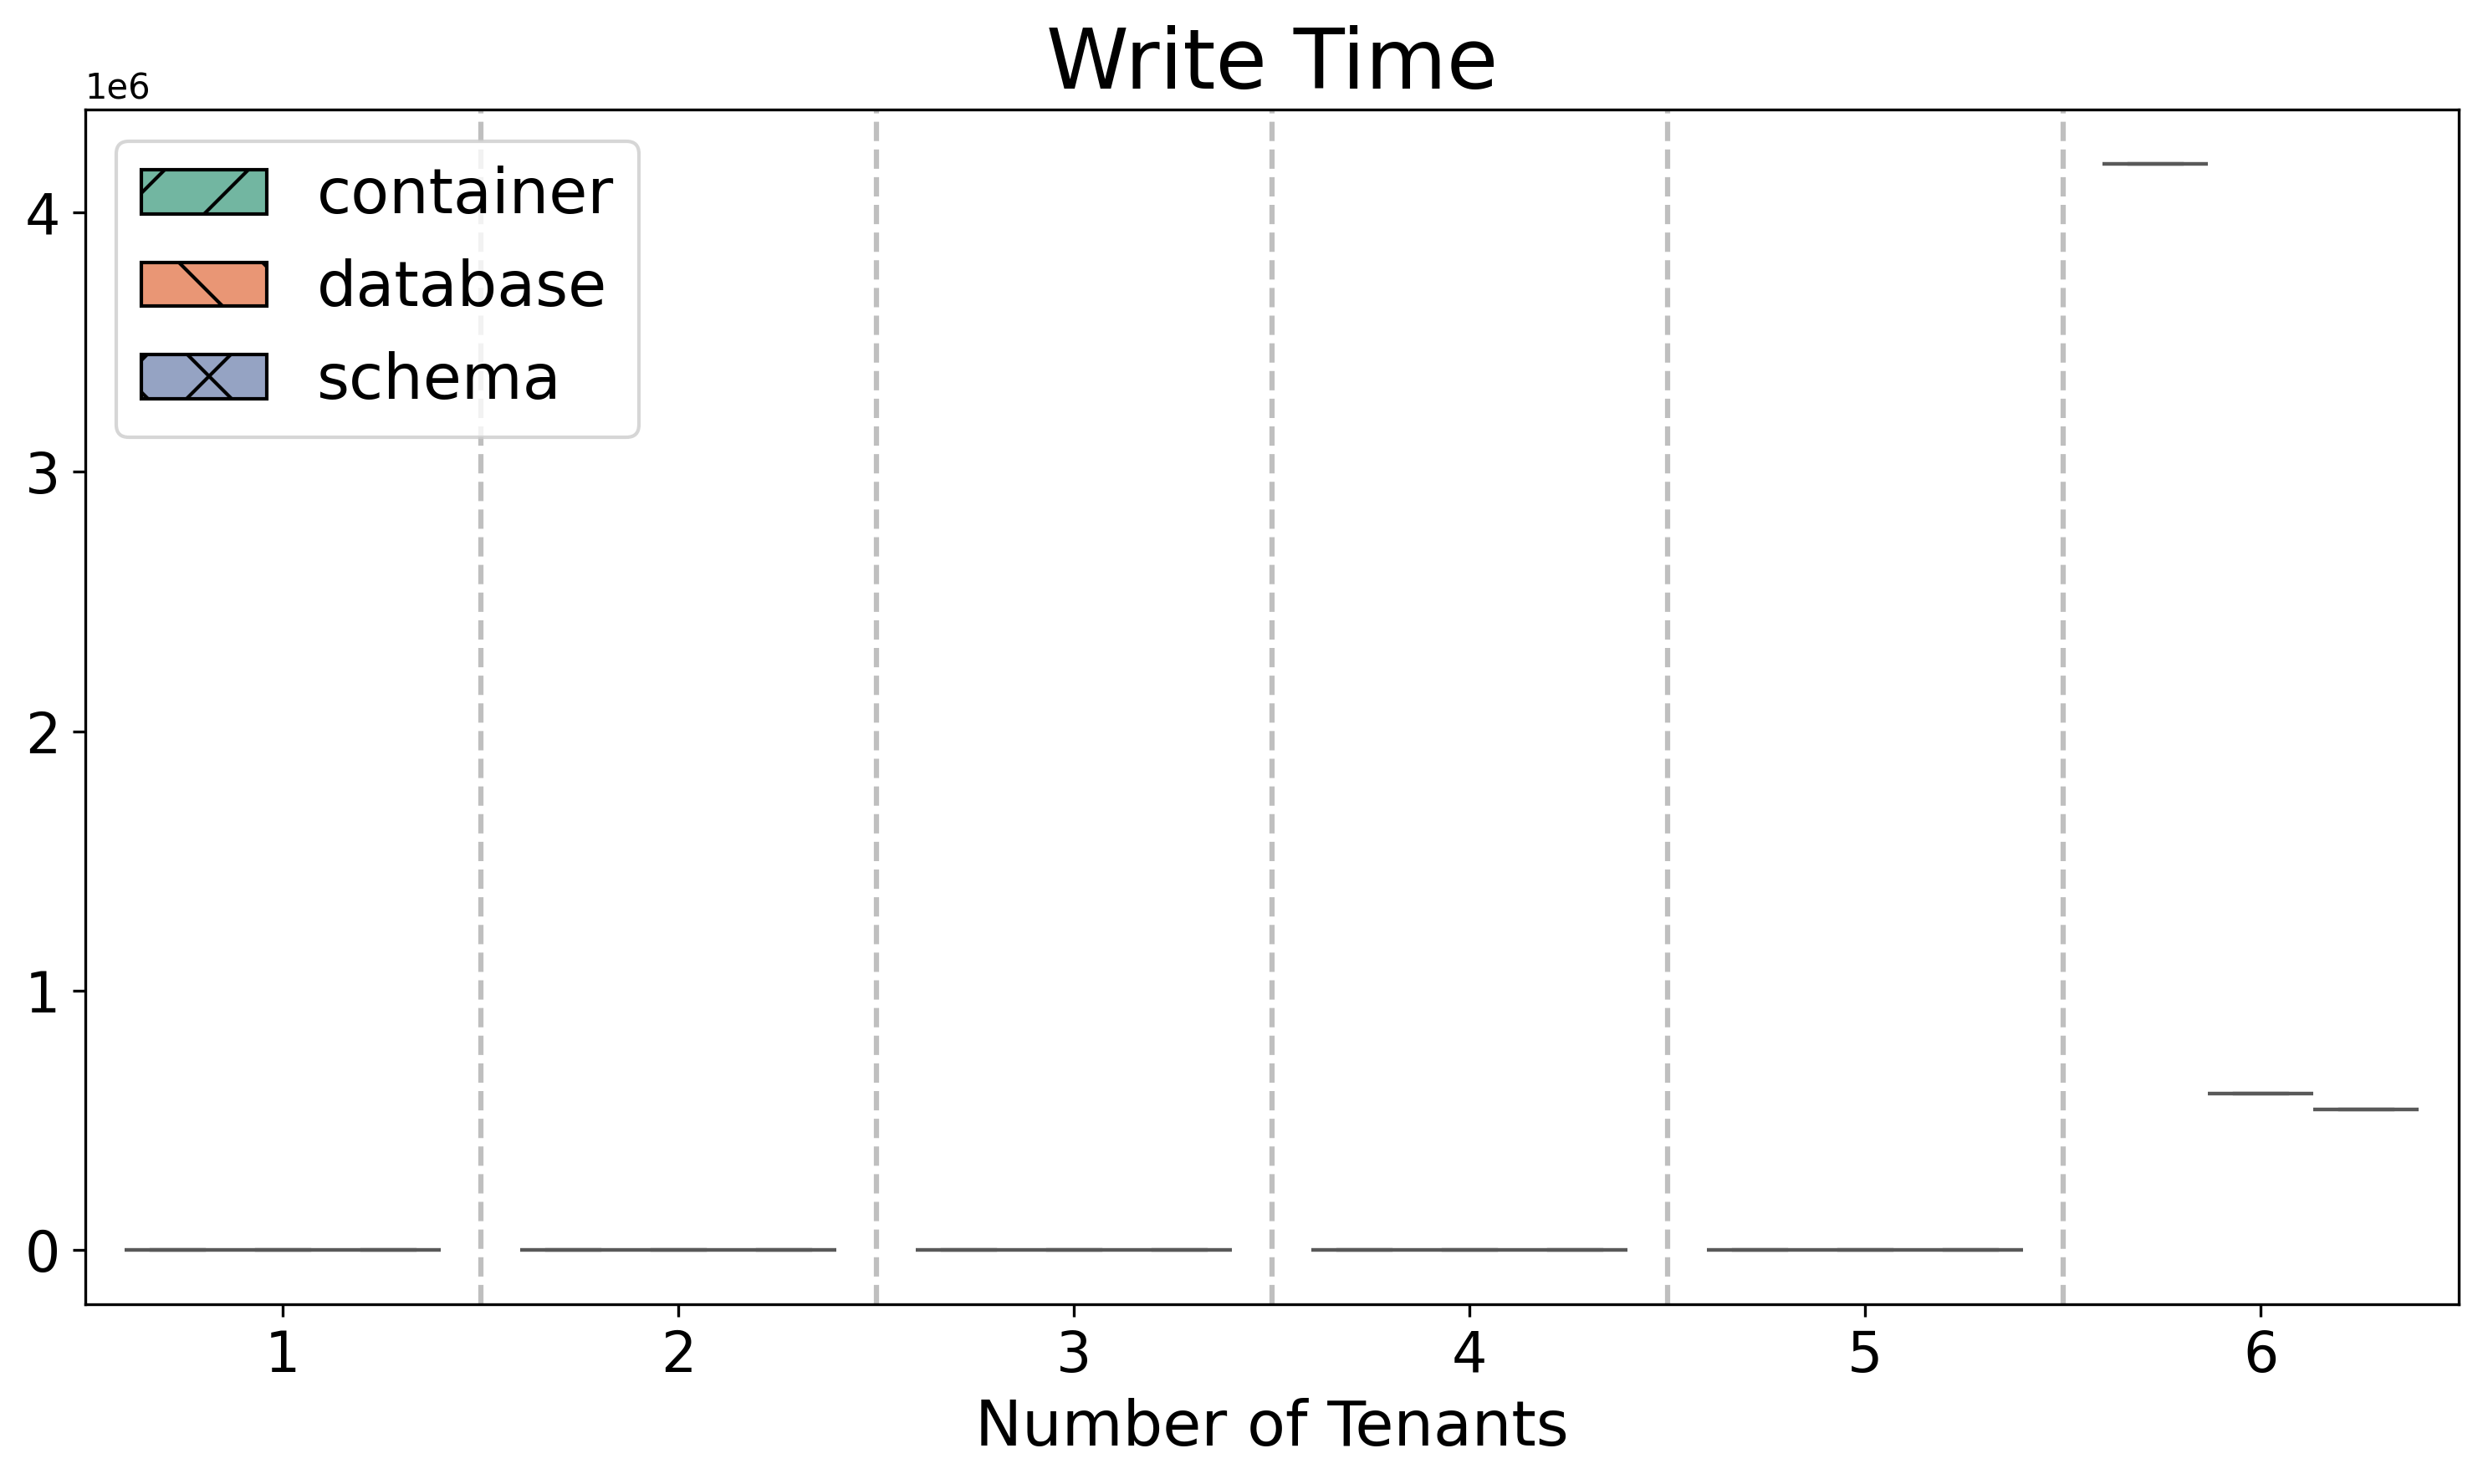 Write Time
1e6
container
database
schema
4
3
2
1
0
1 2 3 4 5 6
Number of Tenants